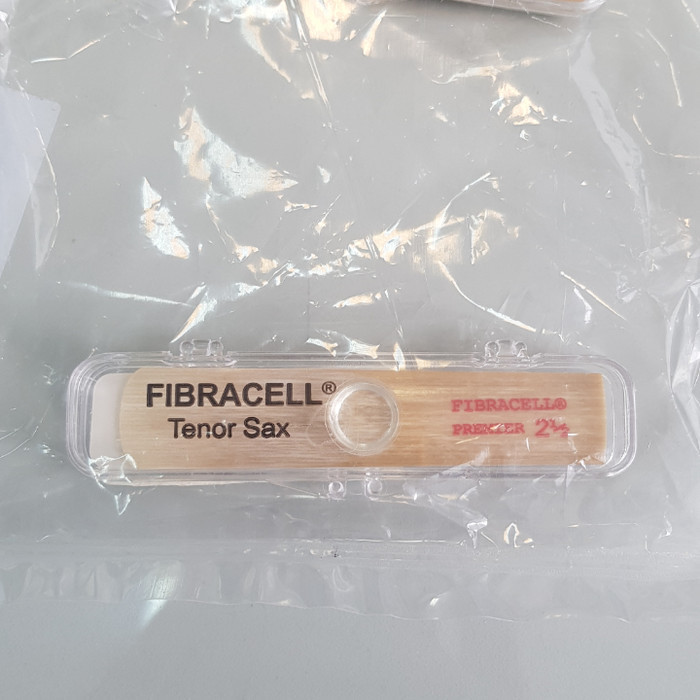 FIBRACELL®
Tenor Sax
FIBRACELL®
PREMIER 2½